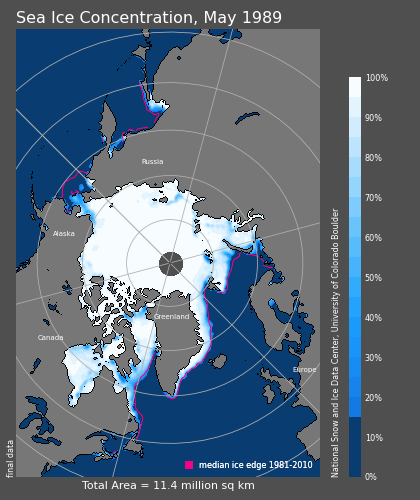 Sea Ice Concentration, May 1989
100%
90%
80%
70%
60%
50%
40%
30%
20%
10%
0%
Russia
Alaska
Canada
Greenland
Europe
median ice edge 1981-2010
final data
National Snow and Ice Data Center, University of Colorado Boulder
Total Area = 11.4 million sq km